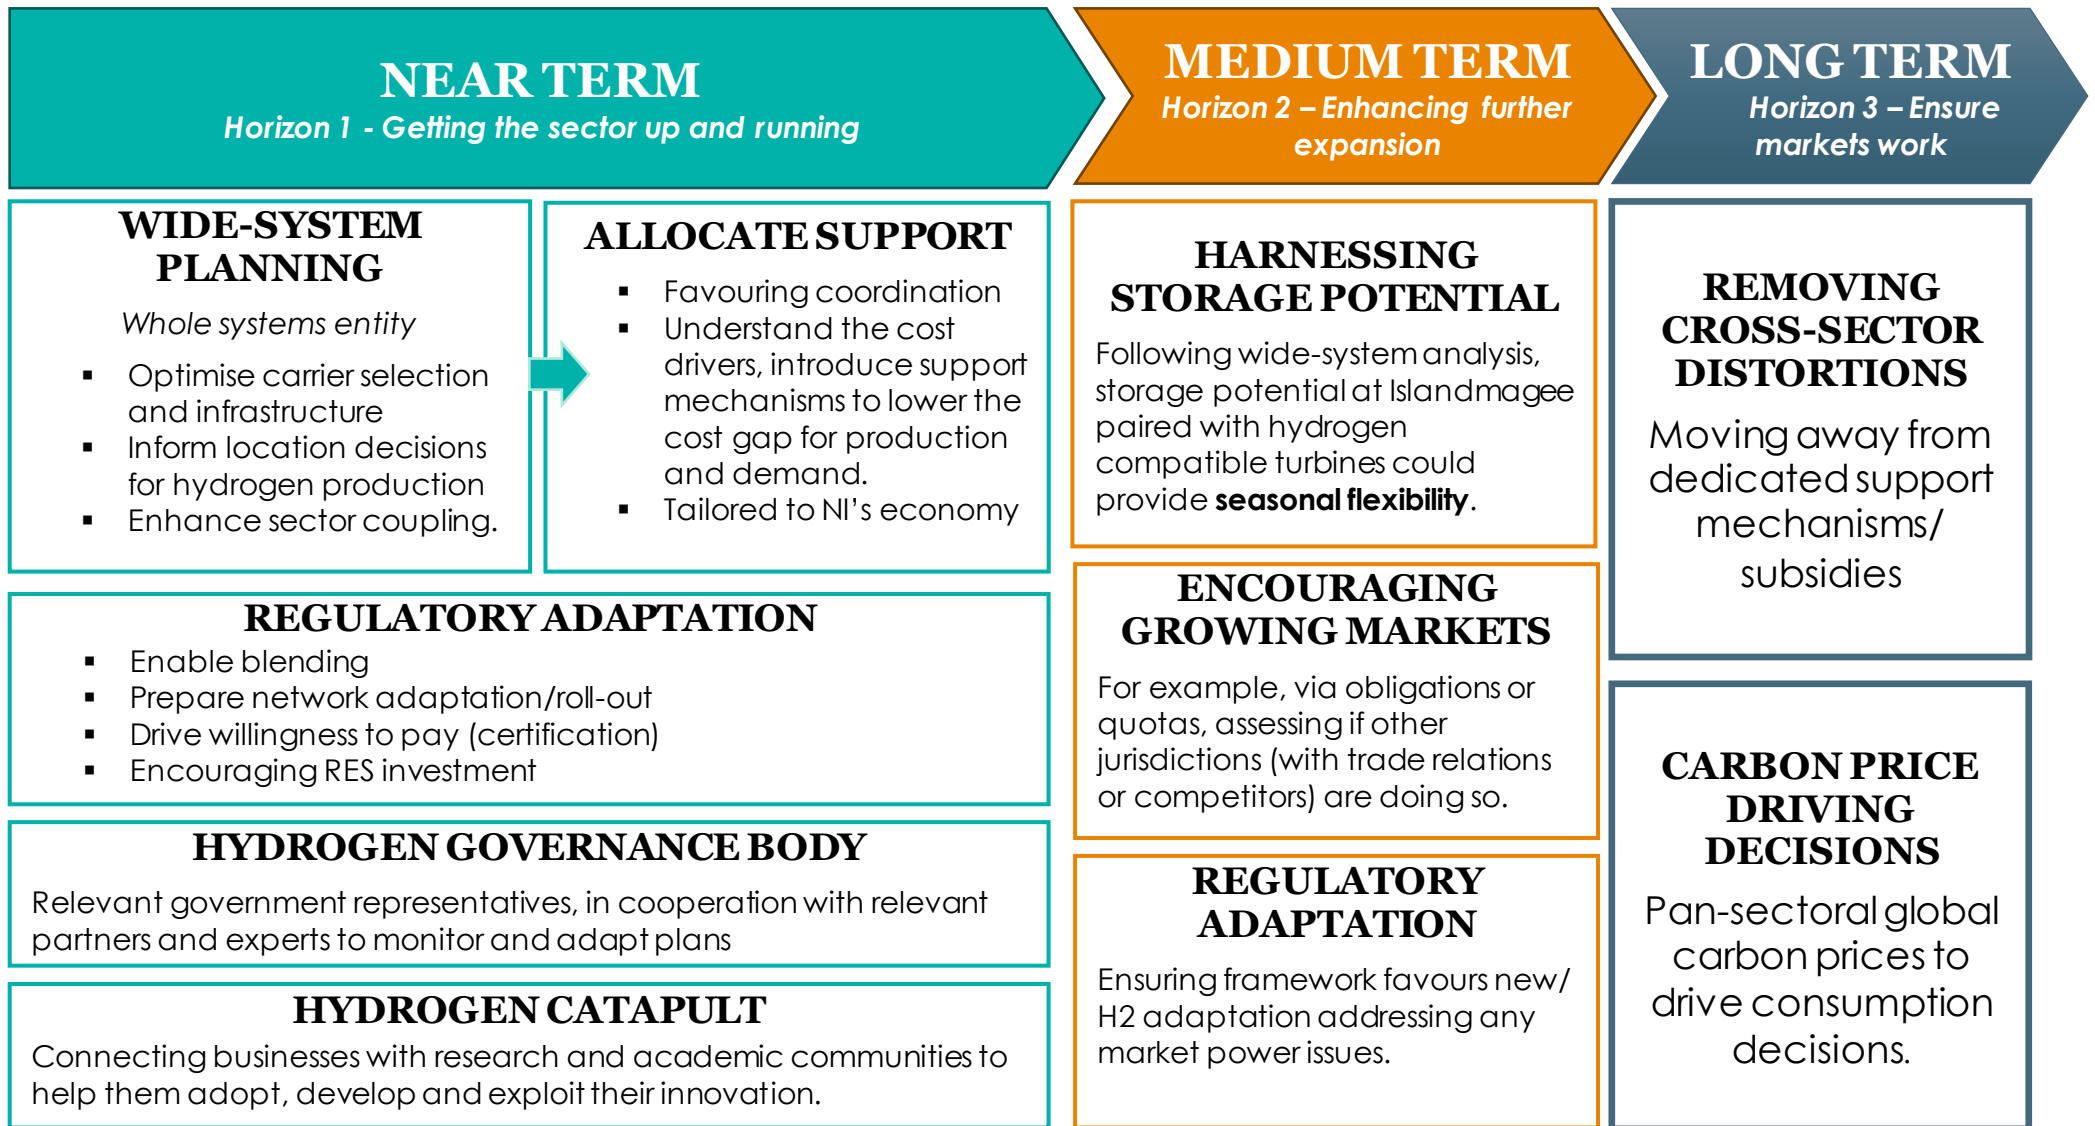 NEAR TERM
Horizon 1 - Getting the sector up and running
MEDIUM TERM
Horizon 2 – Enhancing further
expansion
LONG TERM
Horizon 3 – Ensure
markets work
WIDE-SYSTEM
PLANNING
Whole systems entity
▪ Optimise carrier selection
and infrastructure
▪ Inform location decisions
for hydrogen production
▪ Enhance sector coupling.
ALLOCATE SUPPORT
▪ Favouring coordination
▪ Understand the cost
drivers, introduce support
mechanisms to lower the
cost gap for production
and demand.
▪ Tailored to NI's economy
REGULATORY ADAPTATION
▪ Enable blending
▪ Prepare network adaptation/roll-out
▪ Drive willingness to pay (certification)
▪ Encouraging RES investment
HYDROGEN GOVERNANCE BODY
Relevant government representatives, in cooperation with relevant
partners and experts to monitor and adapt plans
HYDROGEN CATAPULT
Connecting businesses with research and academic communities to
help them adopt, develop and exploit their innovation.
HARNESSING
STORAGE POTENTIAL
Following wide-system analysis,
storage potential at Islandmagee
paired with hydrogen
compatible turbines could
provide seasonal flexibility.
ENCOURAGING
GROWING MARKETS
For example, via obligations or
quotas, assessing if other
jurisdictions (with trade relations
or competitors) are doing so.
REGULATORY
ADAPTATION
Ensuring framework favours new/
H2 adaptation addressing any
market power issues.
REMOVING
CROSS-SECTOR
DISTORTIONS
Moving away from
dedicated support
mechanisms/
subsidies
CARBON PRICE
DRIVING
DECISIONS
Pan-sectoral global
carbon prices to
drive consumption
decisions.